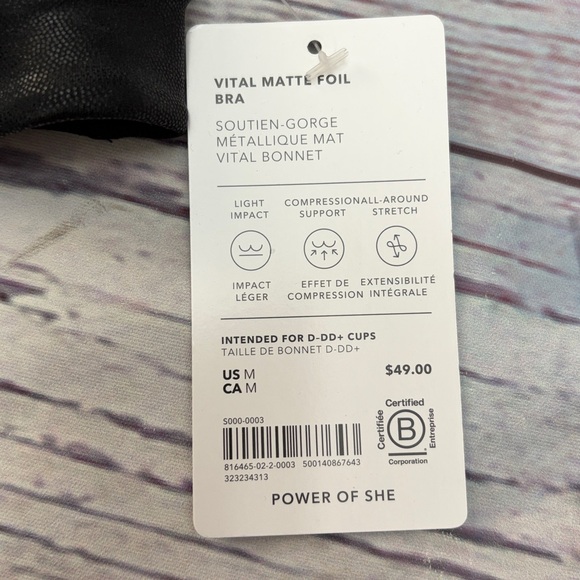 VITAL MATTE FOIL
BRA
SOUTIEN-GORGE
MÉTALLIQUE MAT
VITAL BONNET
LIGHT
IMPACT
COMPRESSION
SUPPORT
ALL-AROUND
STRETCH
IMPACT
LÉGER
EFFET DE
COMPRESSION
EXTENSIBILITÉ
INTÉGRALE
INTENDED FOR D-DD+ CUPS
TAILLE DE BONNET D-DD+
US M
CA M
$49.00
S000-0003
816465-02-2-0003 500140867643
323234313
Certified
Certifiée
B
Entreprise
Corporation
POWER OF SHE